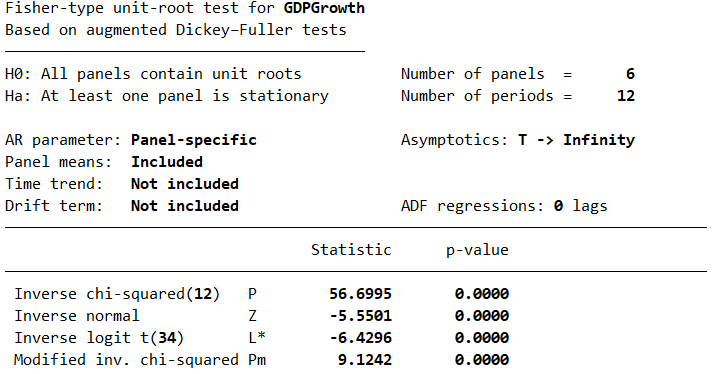 Fisher-type unit-root test for GDPGrowth
Based on augmented Dickey–Fuller tests
H0: All panels contain unit roots Number of panels = 6
Ha: At least one panel is stationary Number of periods = 12
AR parameter: Panel-specific Asymptotics: T -> Infinity
Panel means: Included
Time trend: Not included
Drift term: Not included ADF regressions: 0 lags
Statistic p-value
Inverse chi-squared(12) P 56.6995 0.0000
Inverse normal Z -5.5501 0.0000
Inverse logit t(34) L* -6.4296 0.0000
Modified inv. chi-squared Pm 9.1242 0.0000